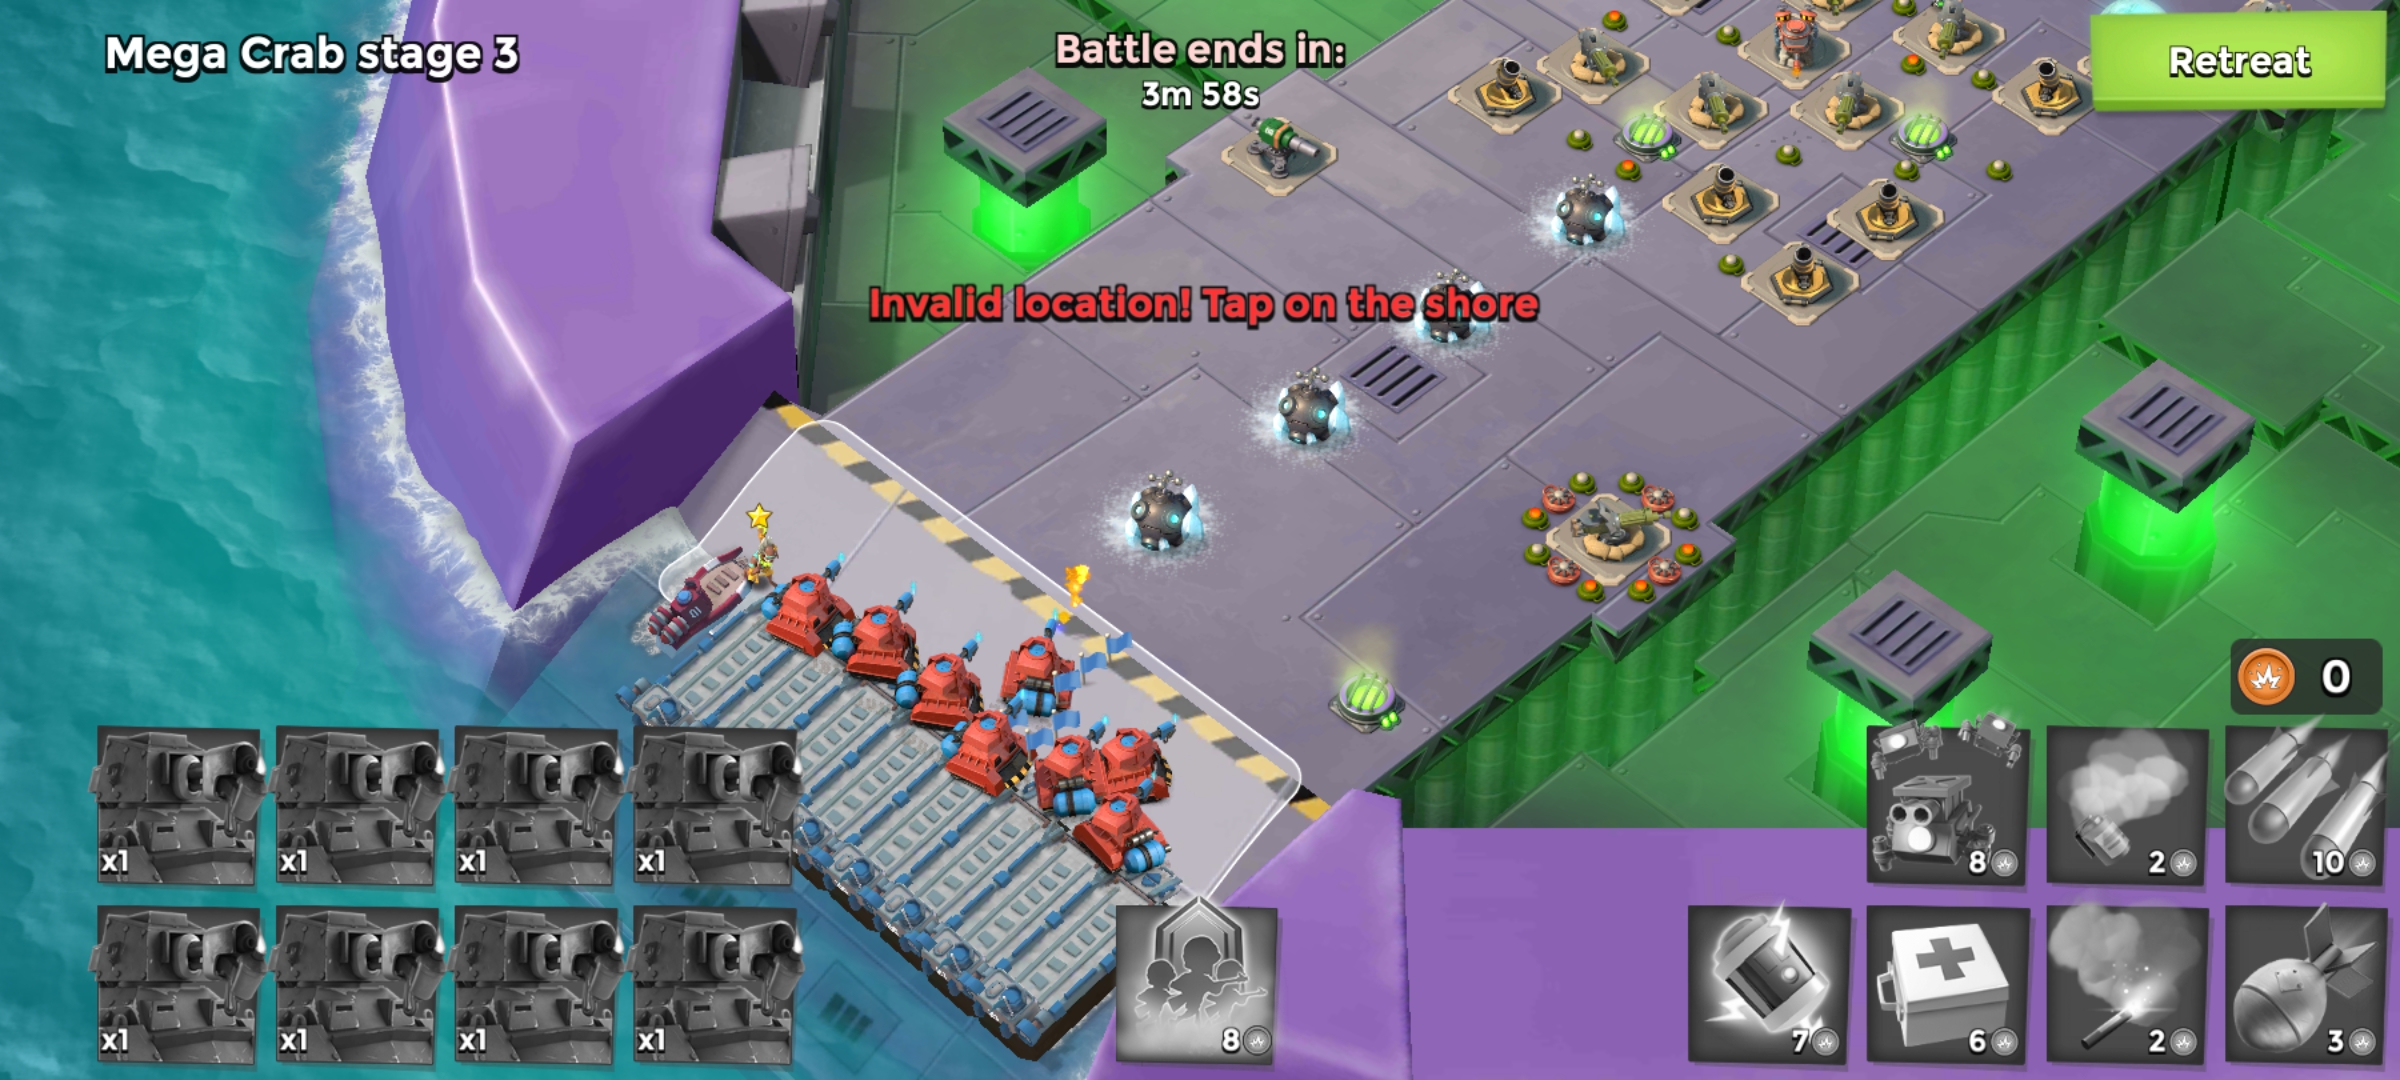 Mega Crab stage 3
Battle ends in:
3m 58s
Retreat
Invalid location! Tap on the shore
0
x1
x1
x1
x1
8
2
10
x1
x1
x1
x1
8
7
6
2
3